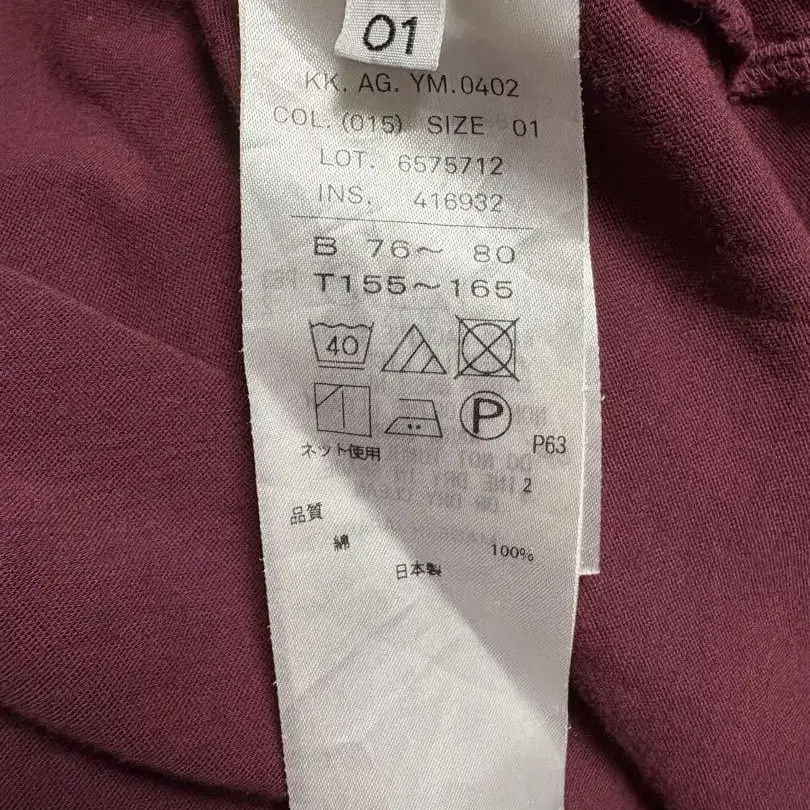 01
KK. AG. YM.0402
COL. (015) SIZE 01
LOT. 6575712
INS. 416932
B 76～ 80
T155～165
40
P
P63
ネット使用
2
品質
綿 100%
日本製